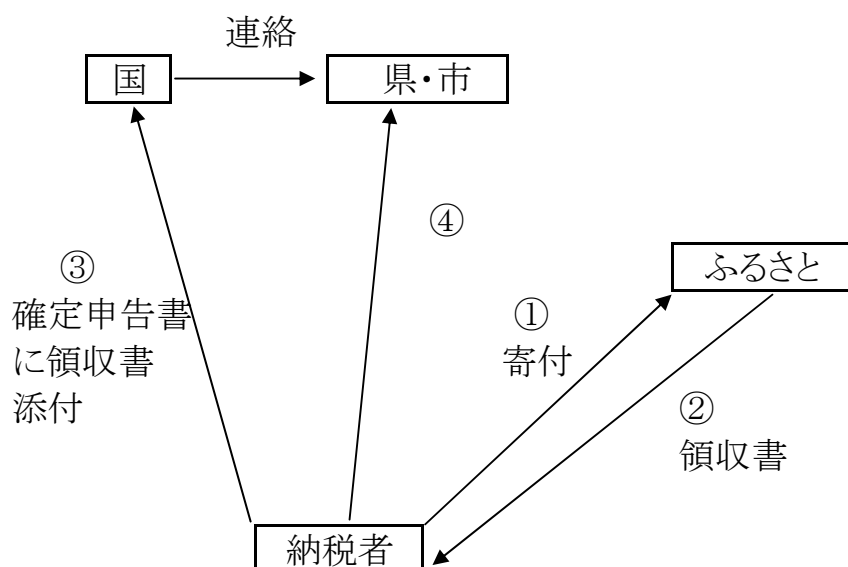 連絡
国
県・市
④
ふるさと
③
確定申告書
に領収書
添付
①
寄付
②
領収書
納税者